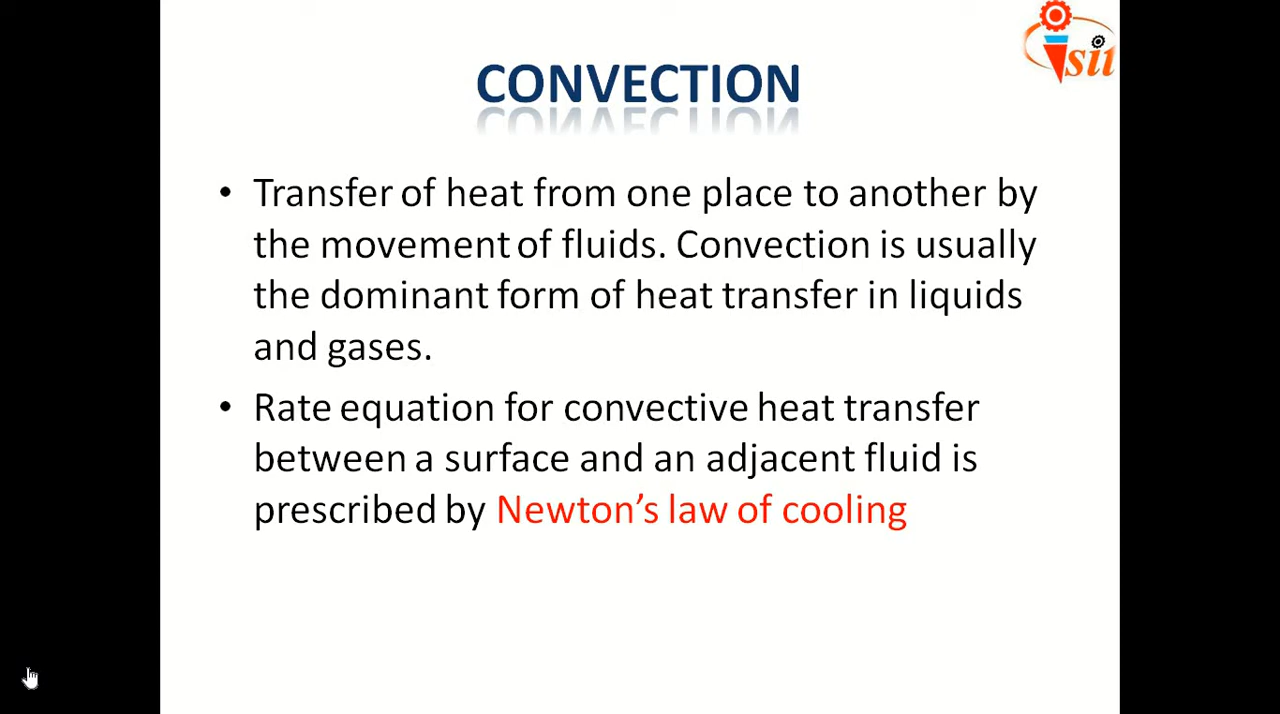 CONVECTION
• Transfer of heat from one place to another by
the movement of fluids. Convection is usually
the dominant form of heat transfer in liquids
and gases.
• Rate equation for convective heat transfer
between a surface and an adjacent fluid is
prescribed by Newton’s law of cooling